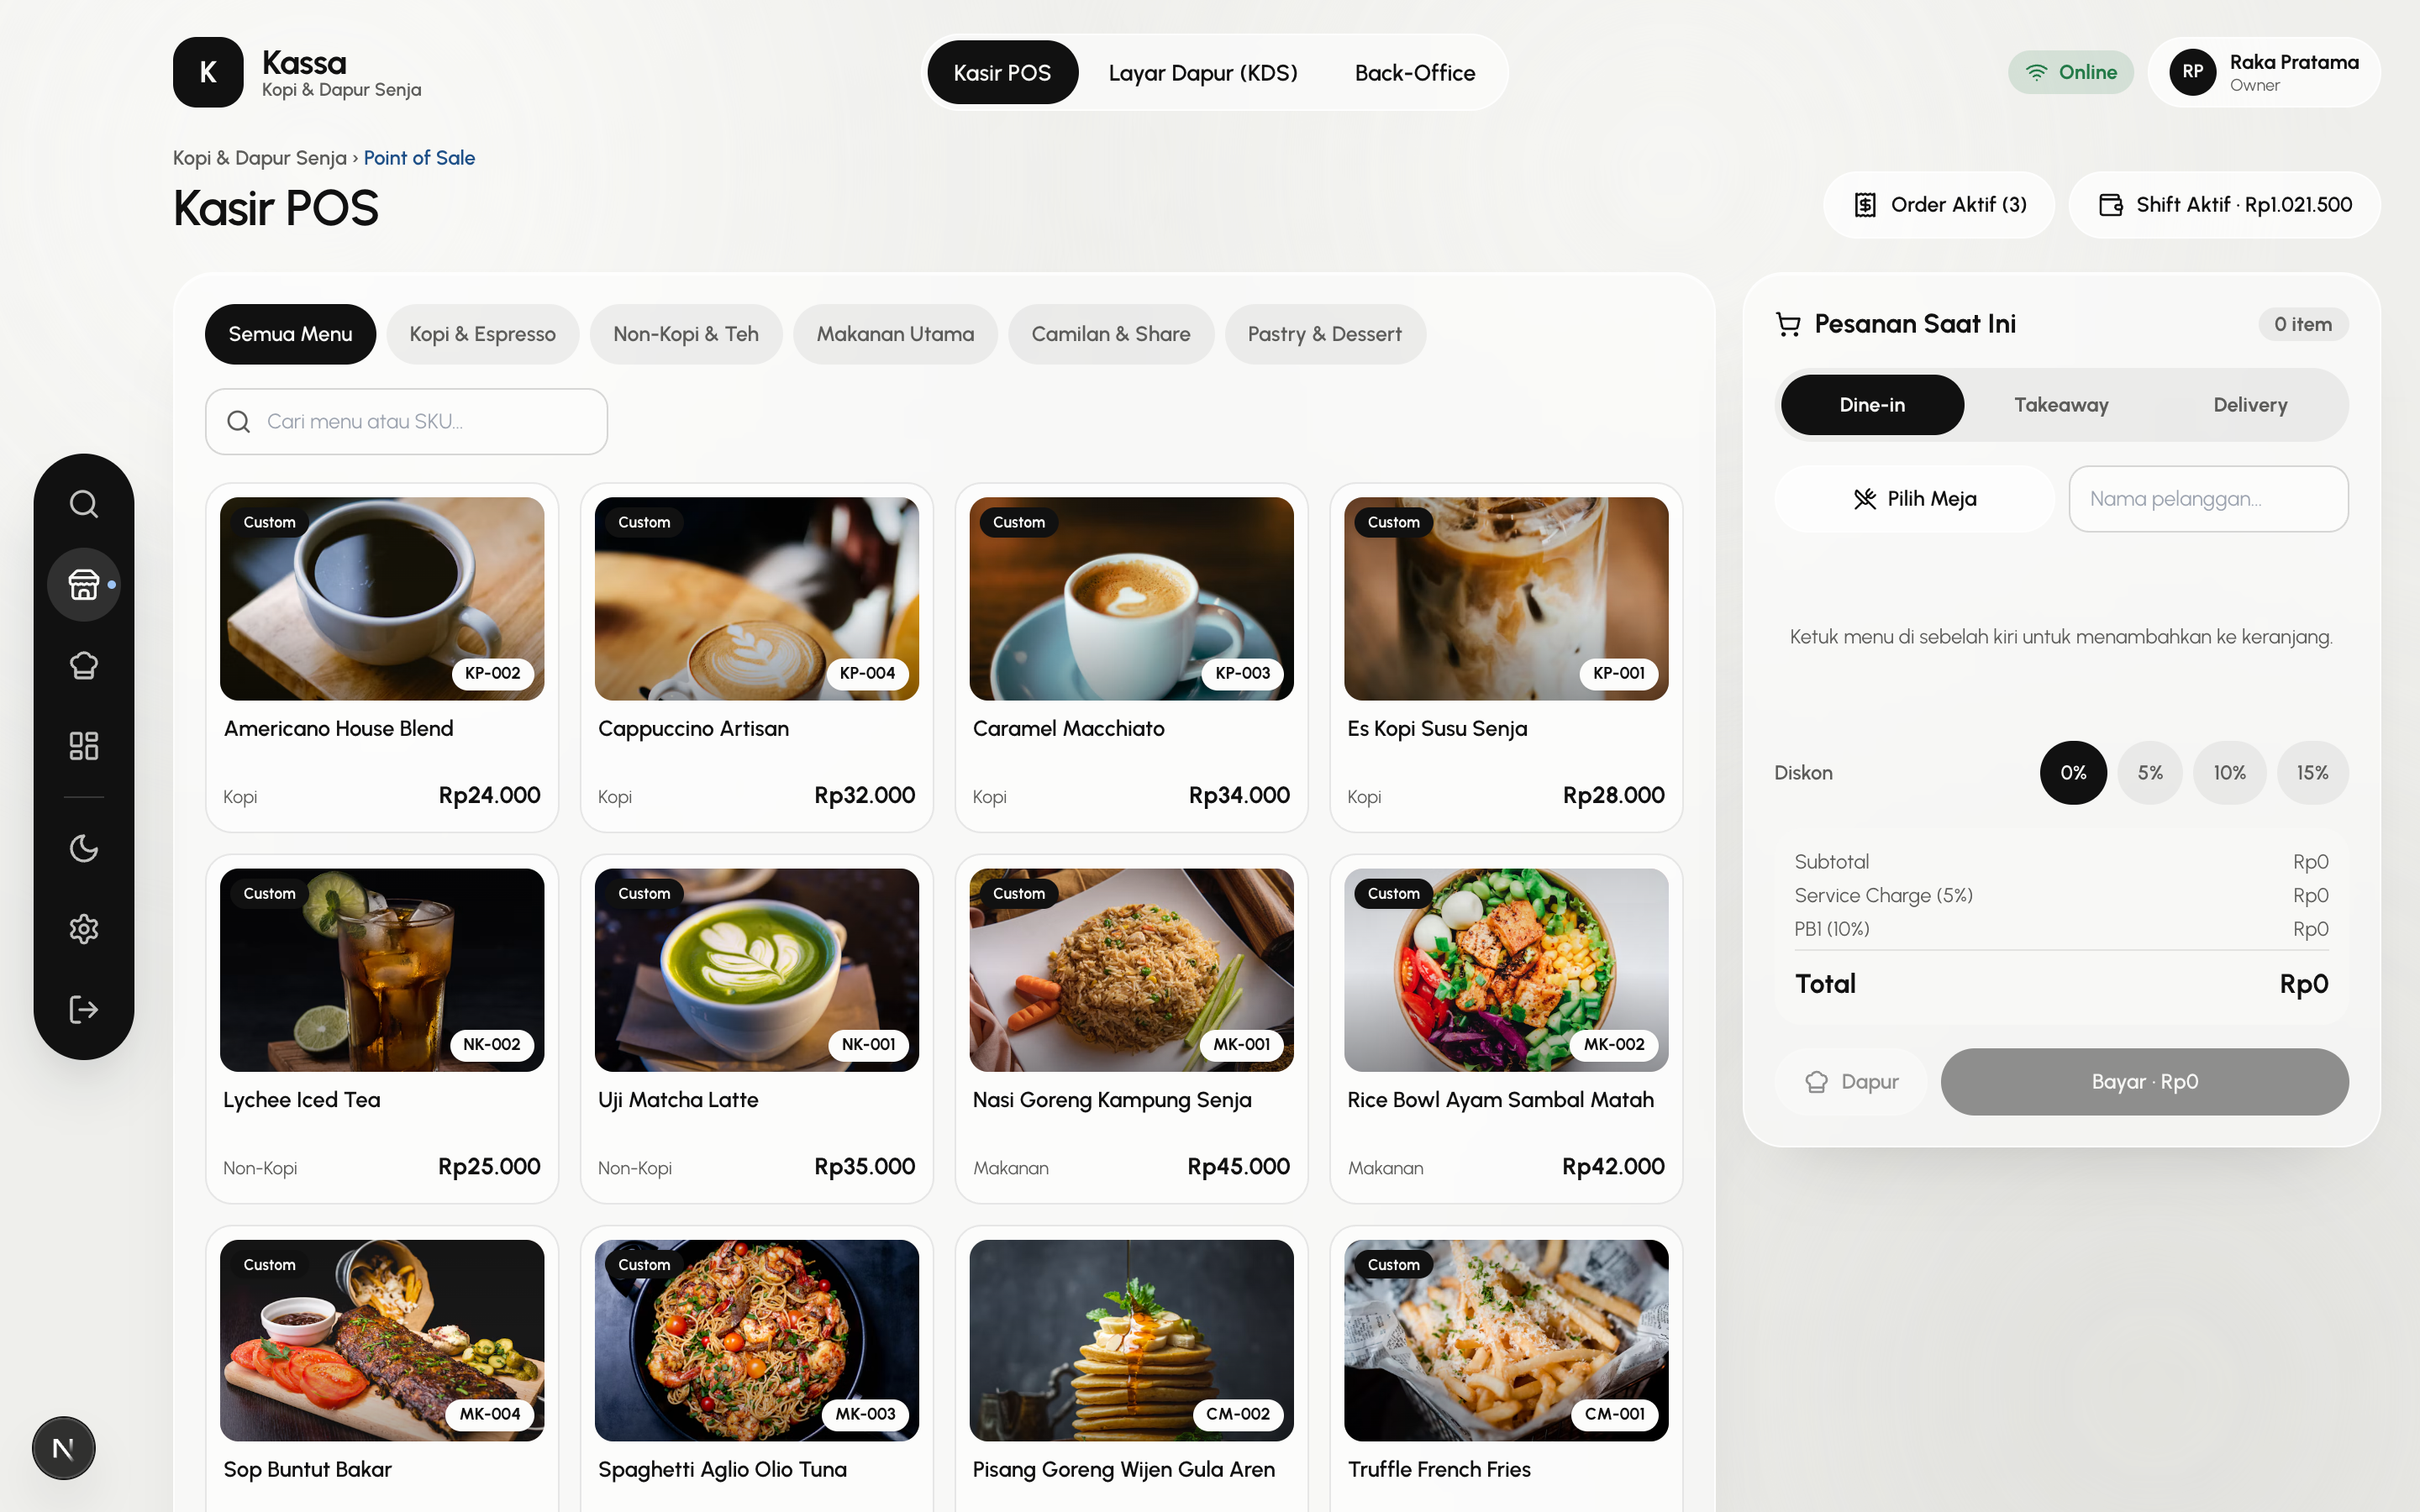 K
Kassa
Kopi & Dapur Senja
Kasir POS
Layar Dapur (KDS)
Back-Office
Online
RP
Raka Pratama
Owner
Kopi & Dapur Senja › Point of Sale
Kasir POS
Order Aktif (3)
Shift Aktif · Rp1.021.500
Semua Menu
Kopi & Espresso
Non-Kopi & Teh
Makanan Utama
Camilan & Share
Pastry & Dessert
Cari menu atau SKU...
Custom
KP-002
Americano House Blend
Kopi
Rp24.000
Custom
KP-004
Cappuccino Artisan
Kopi
Rp32.000
Custom
KP-003
Caramel Macchiato
Kopi
Rp34.000
Custom
KP-001
Es Kopi Susu Senja
Kopi
Rp28.000
Custom
NK-002
Lychee Iced Tea
Non-Kopi
Rp25.000
Custom
NK-001
Uji Matcha Latte
Non-Kopi
Rp35.000
Custom
MK-001
Nasi Goreng Kampung Senja
Makanan
Rp45.000
Custom
MK-002
Rice Bowl Ayam Sambal Matah
Makanan
Rp42.000
Custom
MK-004
Sop Buntut Bakar
Custom
MK-003
Spaghetti Aglio Olio Tuna
CM-002
Pisang Goreng Wijen Gula Aren
Custom
CM-001
Truffle French Fries
Pesanan Saat Ini
0 item
Dine-in
Takeaway
Delivery
Pilih Meja
Nama pelanggan...
Ketuk menu di sebelah kiri untuk menambahkan ke keranjang.
Diskon
0%
5%
10%
15%
Subtotal
Rp0
Service Charge (5%)
Rp0
PB1 (10%)
Rp0
Total
Rp0
Dapur
Bayar · Rp0
N